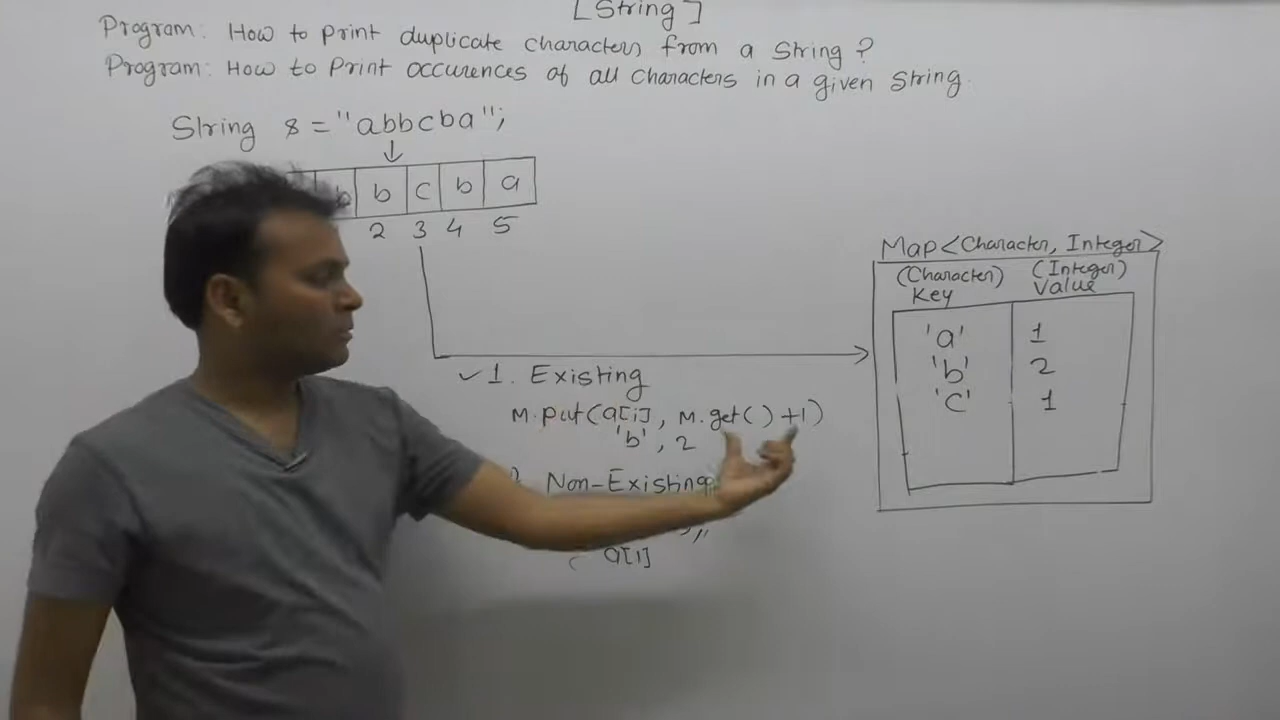 [String]
Program: How to print duplicate characters from a String?
Program: How to Print occurences of all characters in a given String.
String s = "abbcba";
b b c b a
2 3 4 5
Map<Character, Integer>
(Character) (Integer)
Key Value
'a' 1
'b' 2
'c' 1
✓ 1. Existing
M.put(a[i], M.get() +1)
'b', 2
Non-Existing
a[i]